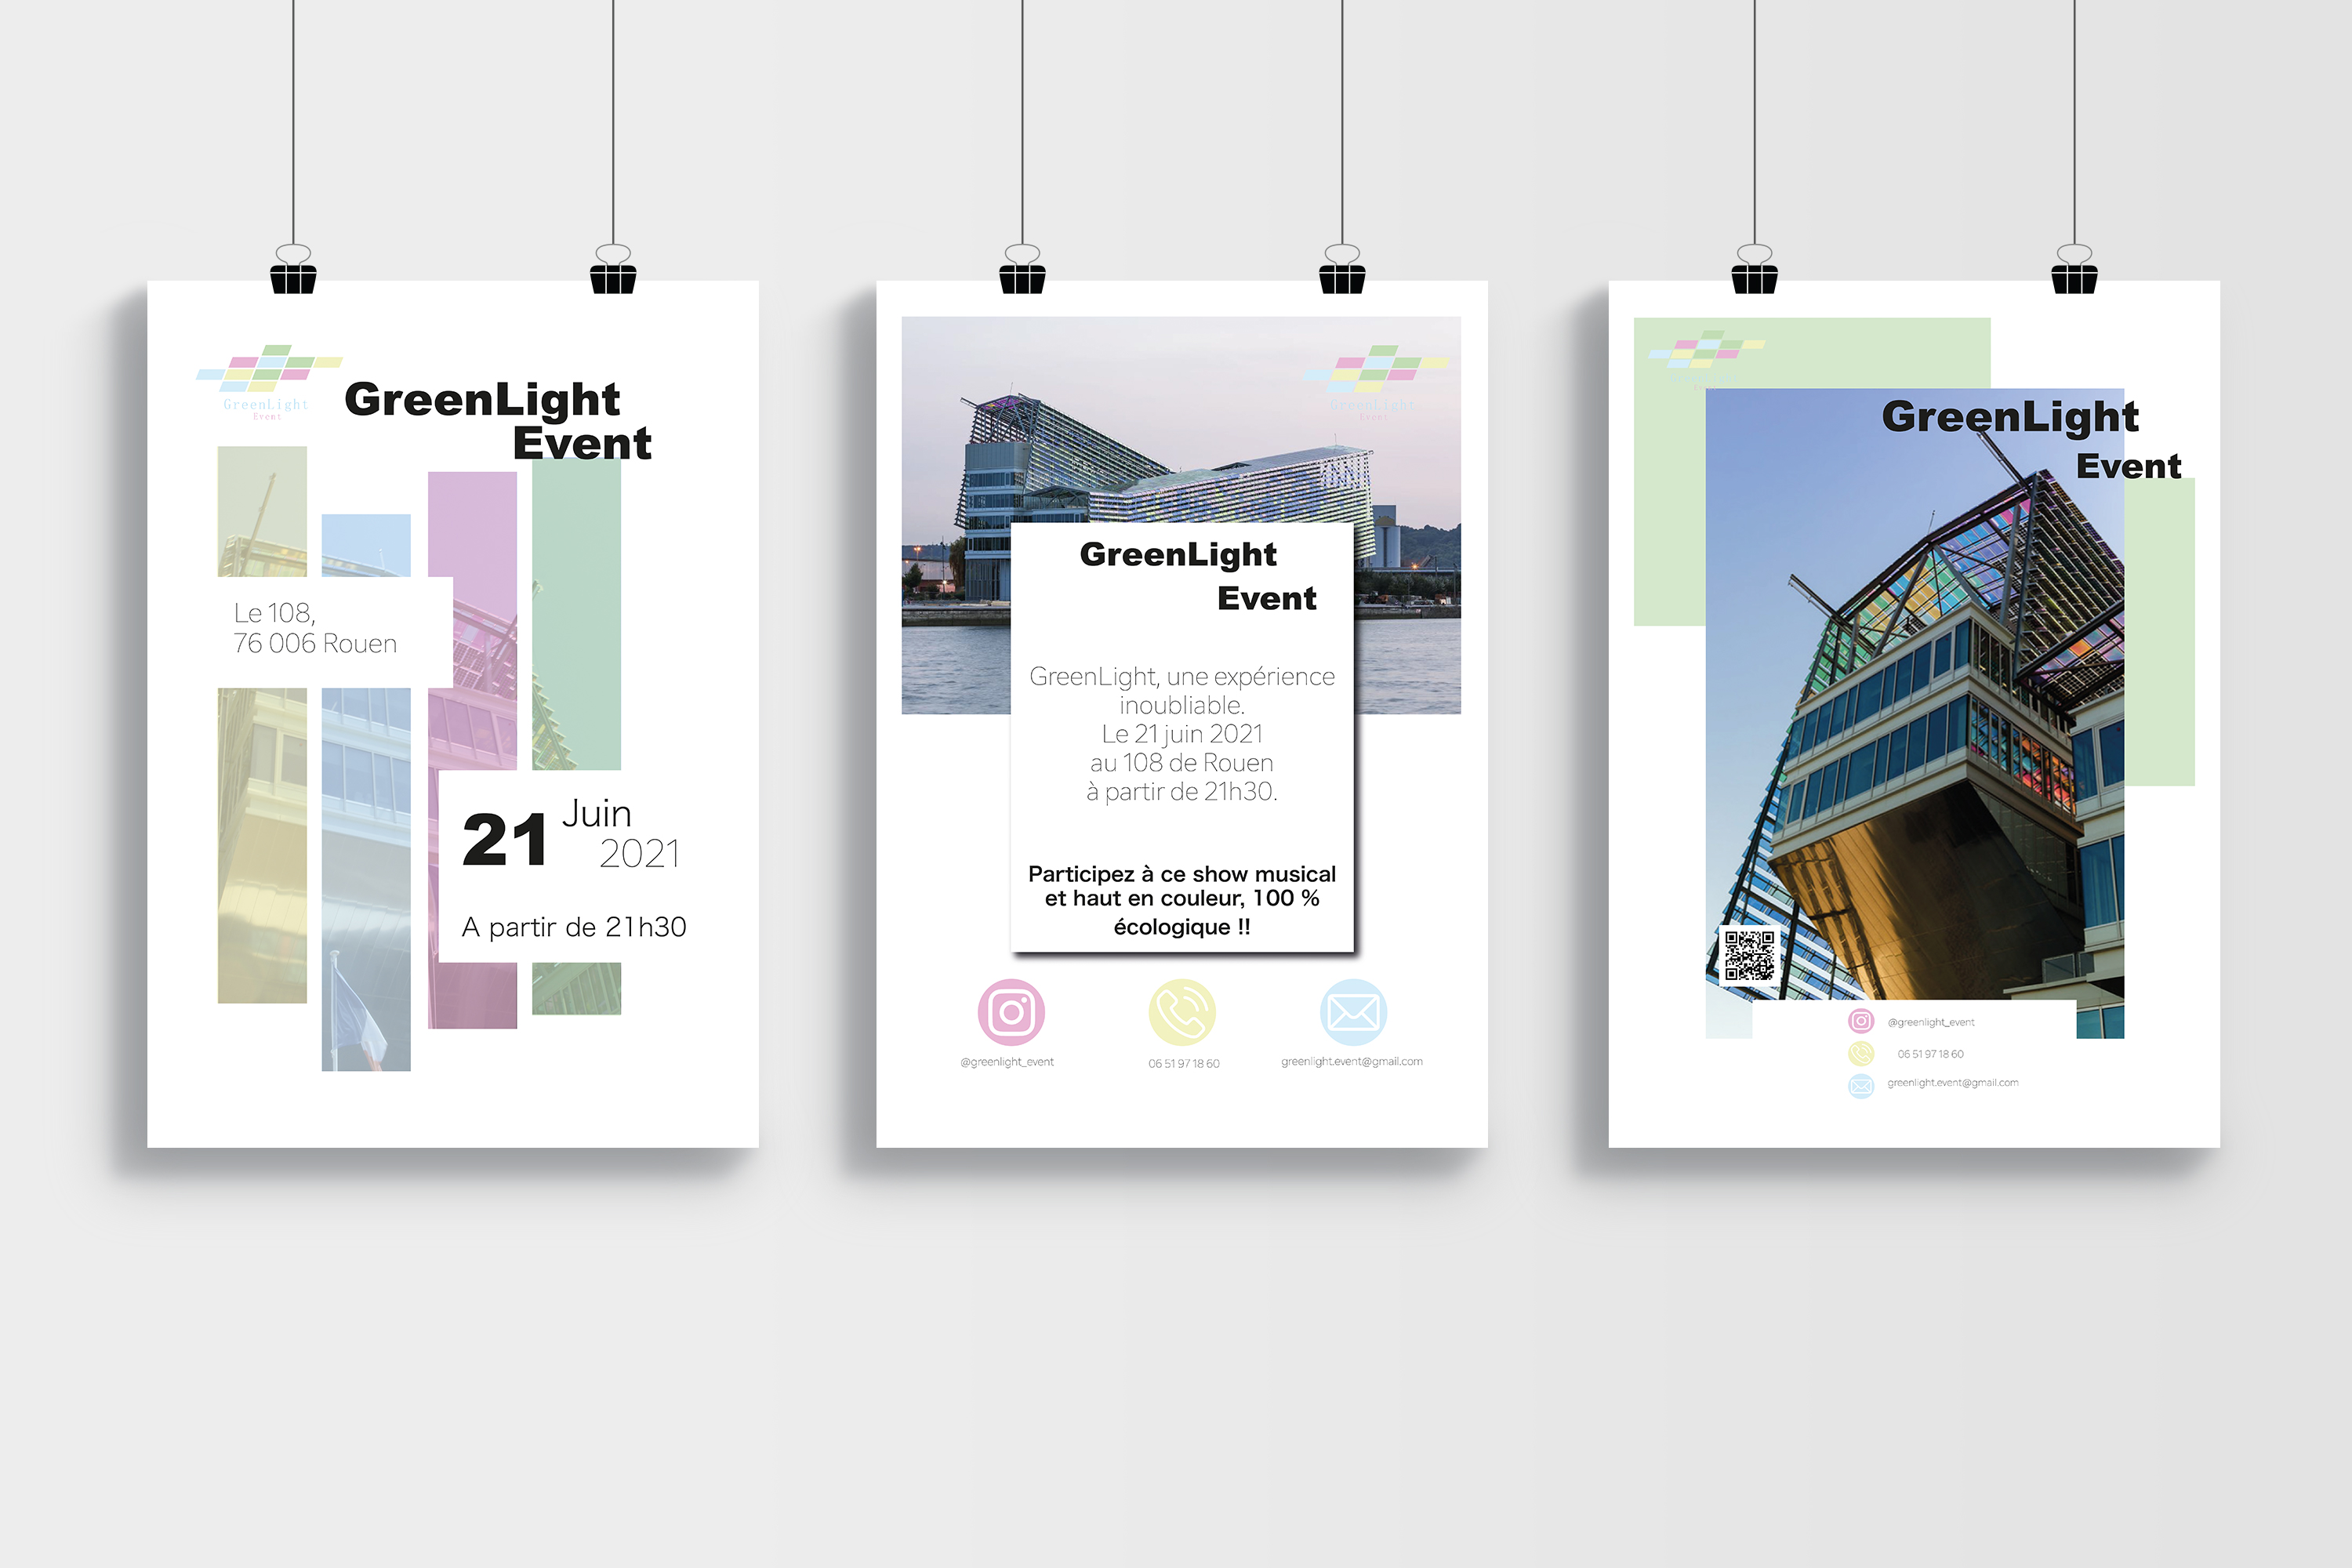 GreenLight
Event
GreenLight
Event
Le 108,
76 006 Rouen
21 Juin
2021
A partir de 21h30
GreenLight
Event
GreenLight
Event
GreenLight, une expérience
inoubliable.
Le 21 juin 2021
au 108 de Rouen
à partir de 21h30.
Participez à ce show musical
et haut en couleur, 100 %
écologique !!
@greenlight_event
06 51 97 18 60
greenlight.event@gmail.com
GreenLight
Event
@greenlight_event
06 51 97 18 60
greenlight.event@gmail.com